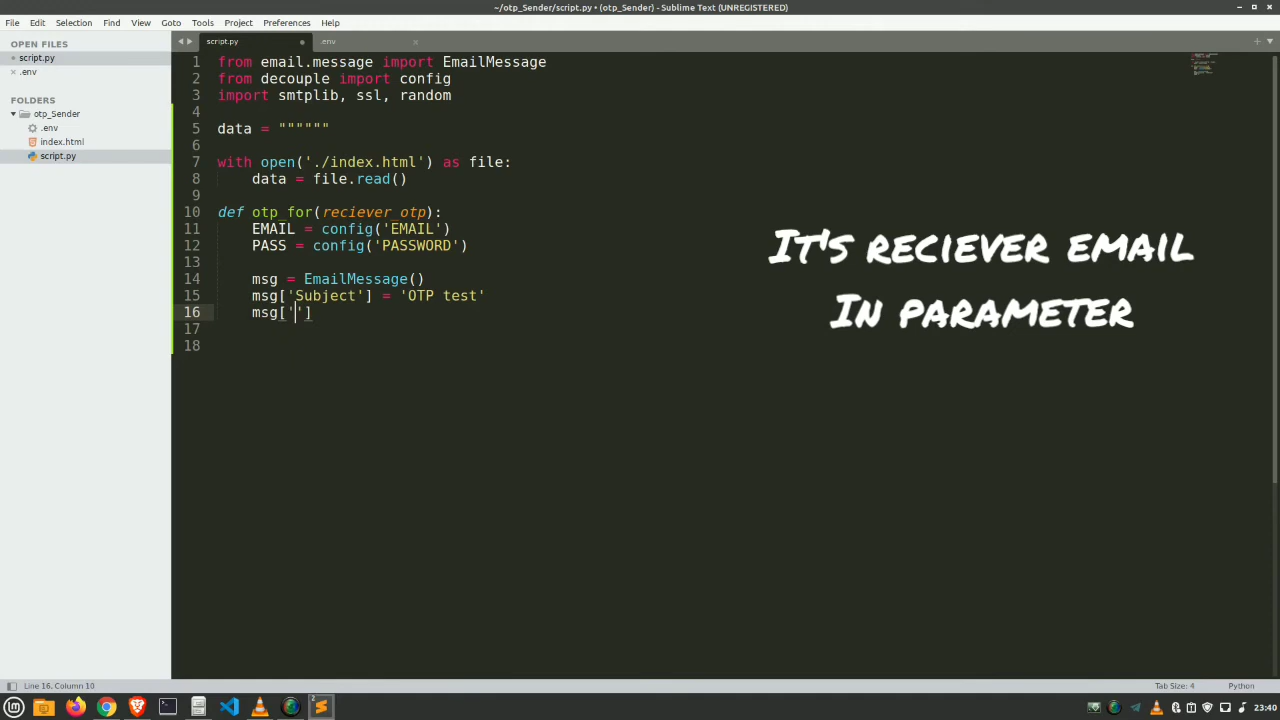 ~/otp_Sender/script.py • (otp_Sender) - Sublime Text (UNREGISTERED)
File Edit Selection Find View Goto Tools Project Preferences Help
OPEN FILES
script.py
.env
FOLDERS
otp_Sender
.env
index.html
script.py
script.py .env
1 from email.message import EmailMessage
2 from decouple import config
3 import smtplib, ssl, random
4
5 data = """"""
6
7 with open('./index.html') as file:
8     data = file.read()
9
10 def otp_for(reciever_otp):
11     EMAIL = config('EMAIL')
12     PASS = config('PASSWORD')
13
14     msg = EmailMessage()
15     msg['Subject'] = 'OTP test'
16     msg['']
17
18
It's reciever email
In parameter
Line 16, Column 10 Tab Size: 4 Python
2
23:40